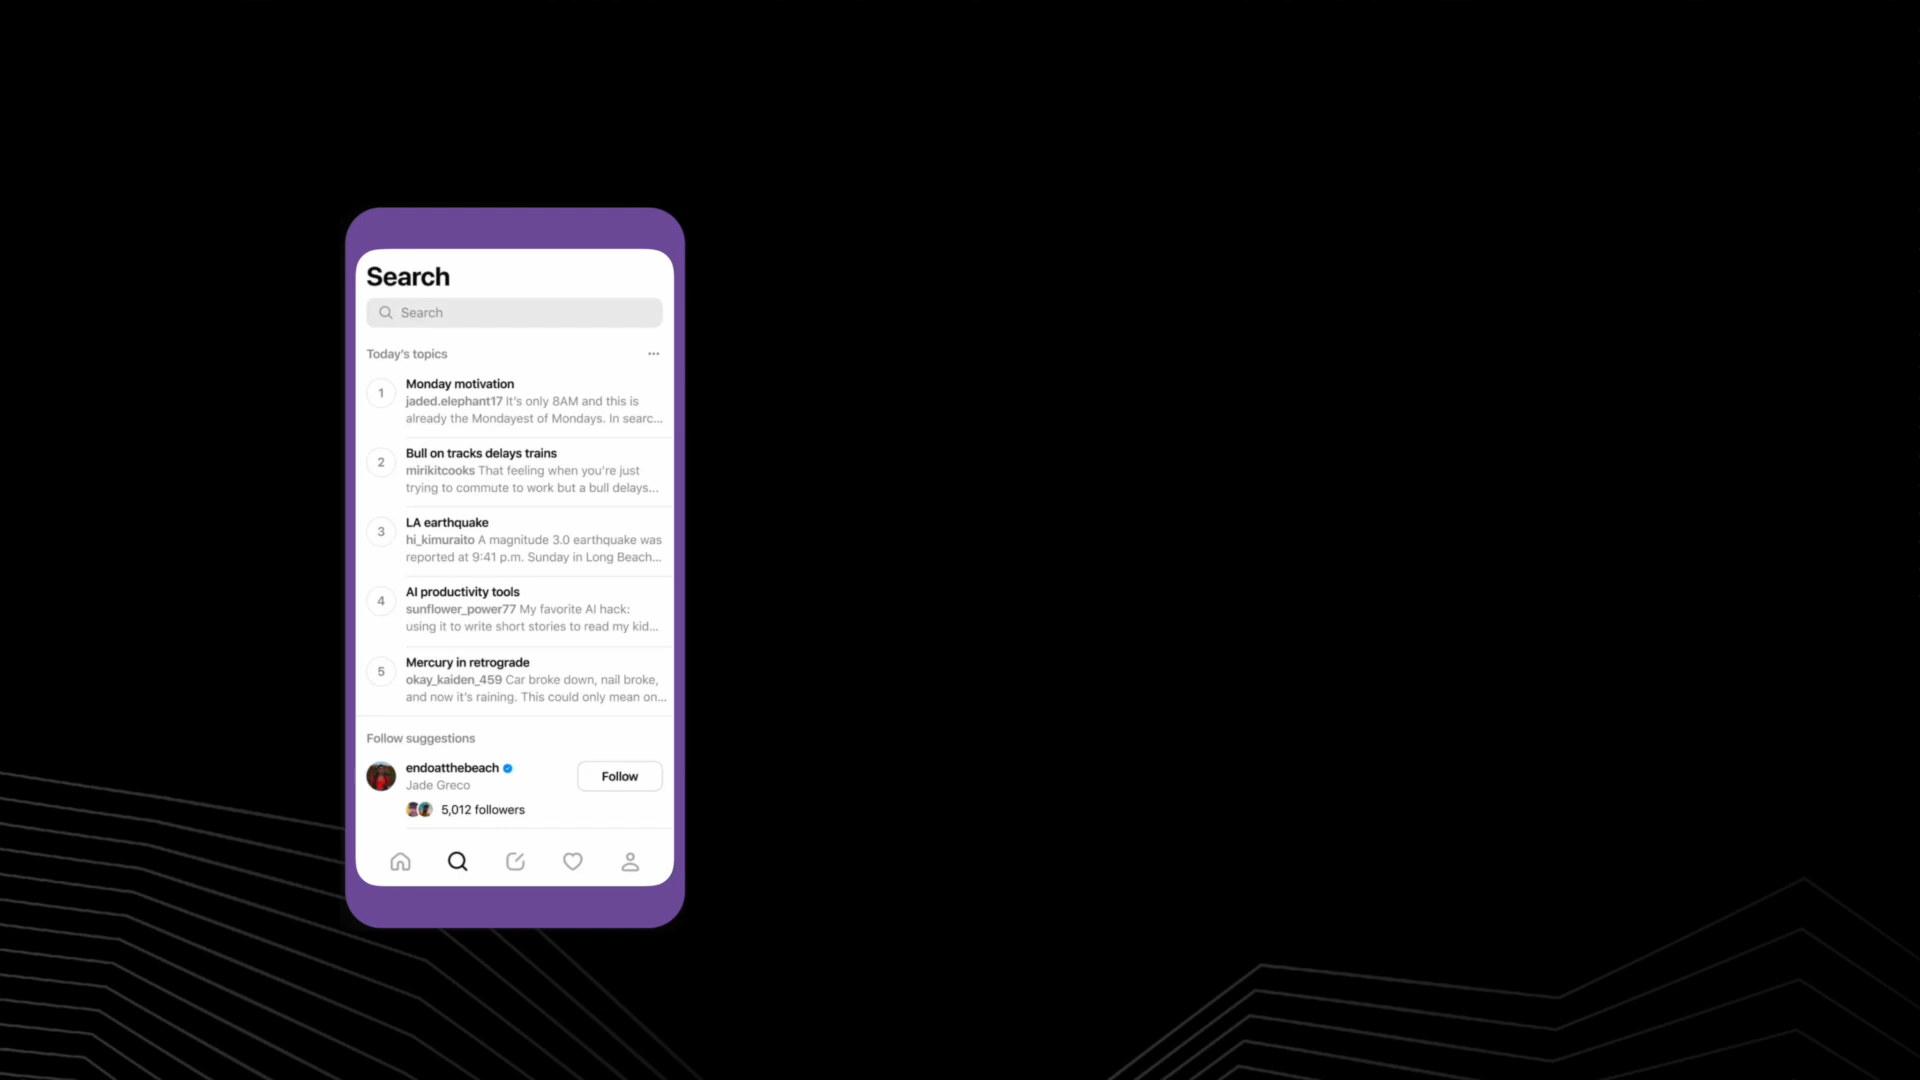 Search
Search
Today's topics
1
Monday motivation
jaded.elephant17 It's only 8AM and this is
already the Mondayest of Mondays. In searc...
2
Bull on tracks delays trains
mirikitcooks That feeling when you're just
trying to commute to work but a bull delays...
3
LA earthquake
hi_kimuraito A magnitude 3.0 earthquake was
reported at 9:41 p.m. Sunday in Long Beach...
4
AI productivity tools
sunflower_power77 My favorite AI hack:
using it to write short stories to read my kid...
5
Mercury in retrograde
okay_kaiden_459 Car broke down, nail broke,
and now it's raining. This could only mean on...
Follow suggestions
endoatthebeach
Follow
Jade Greco
5,012 followers